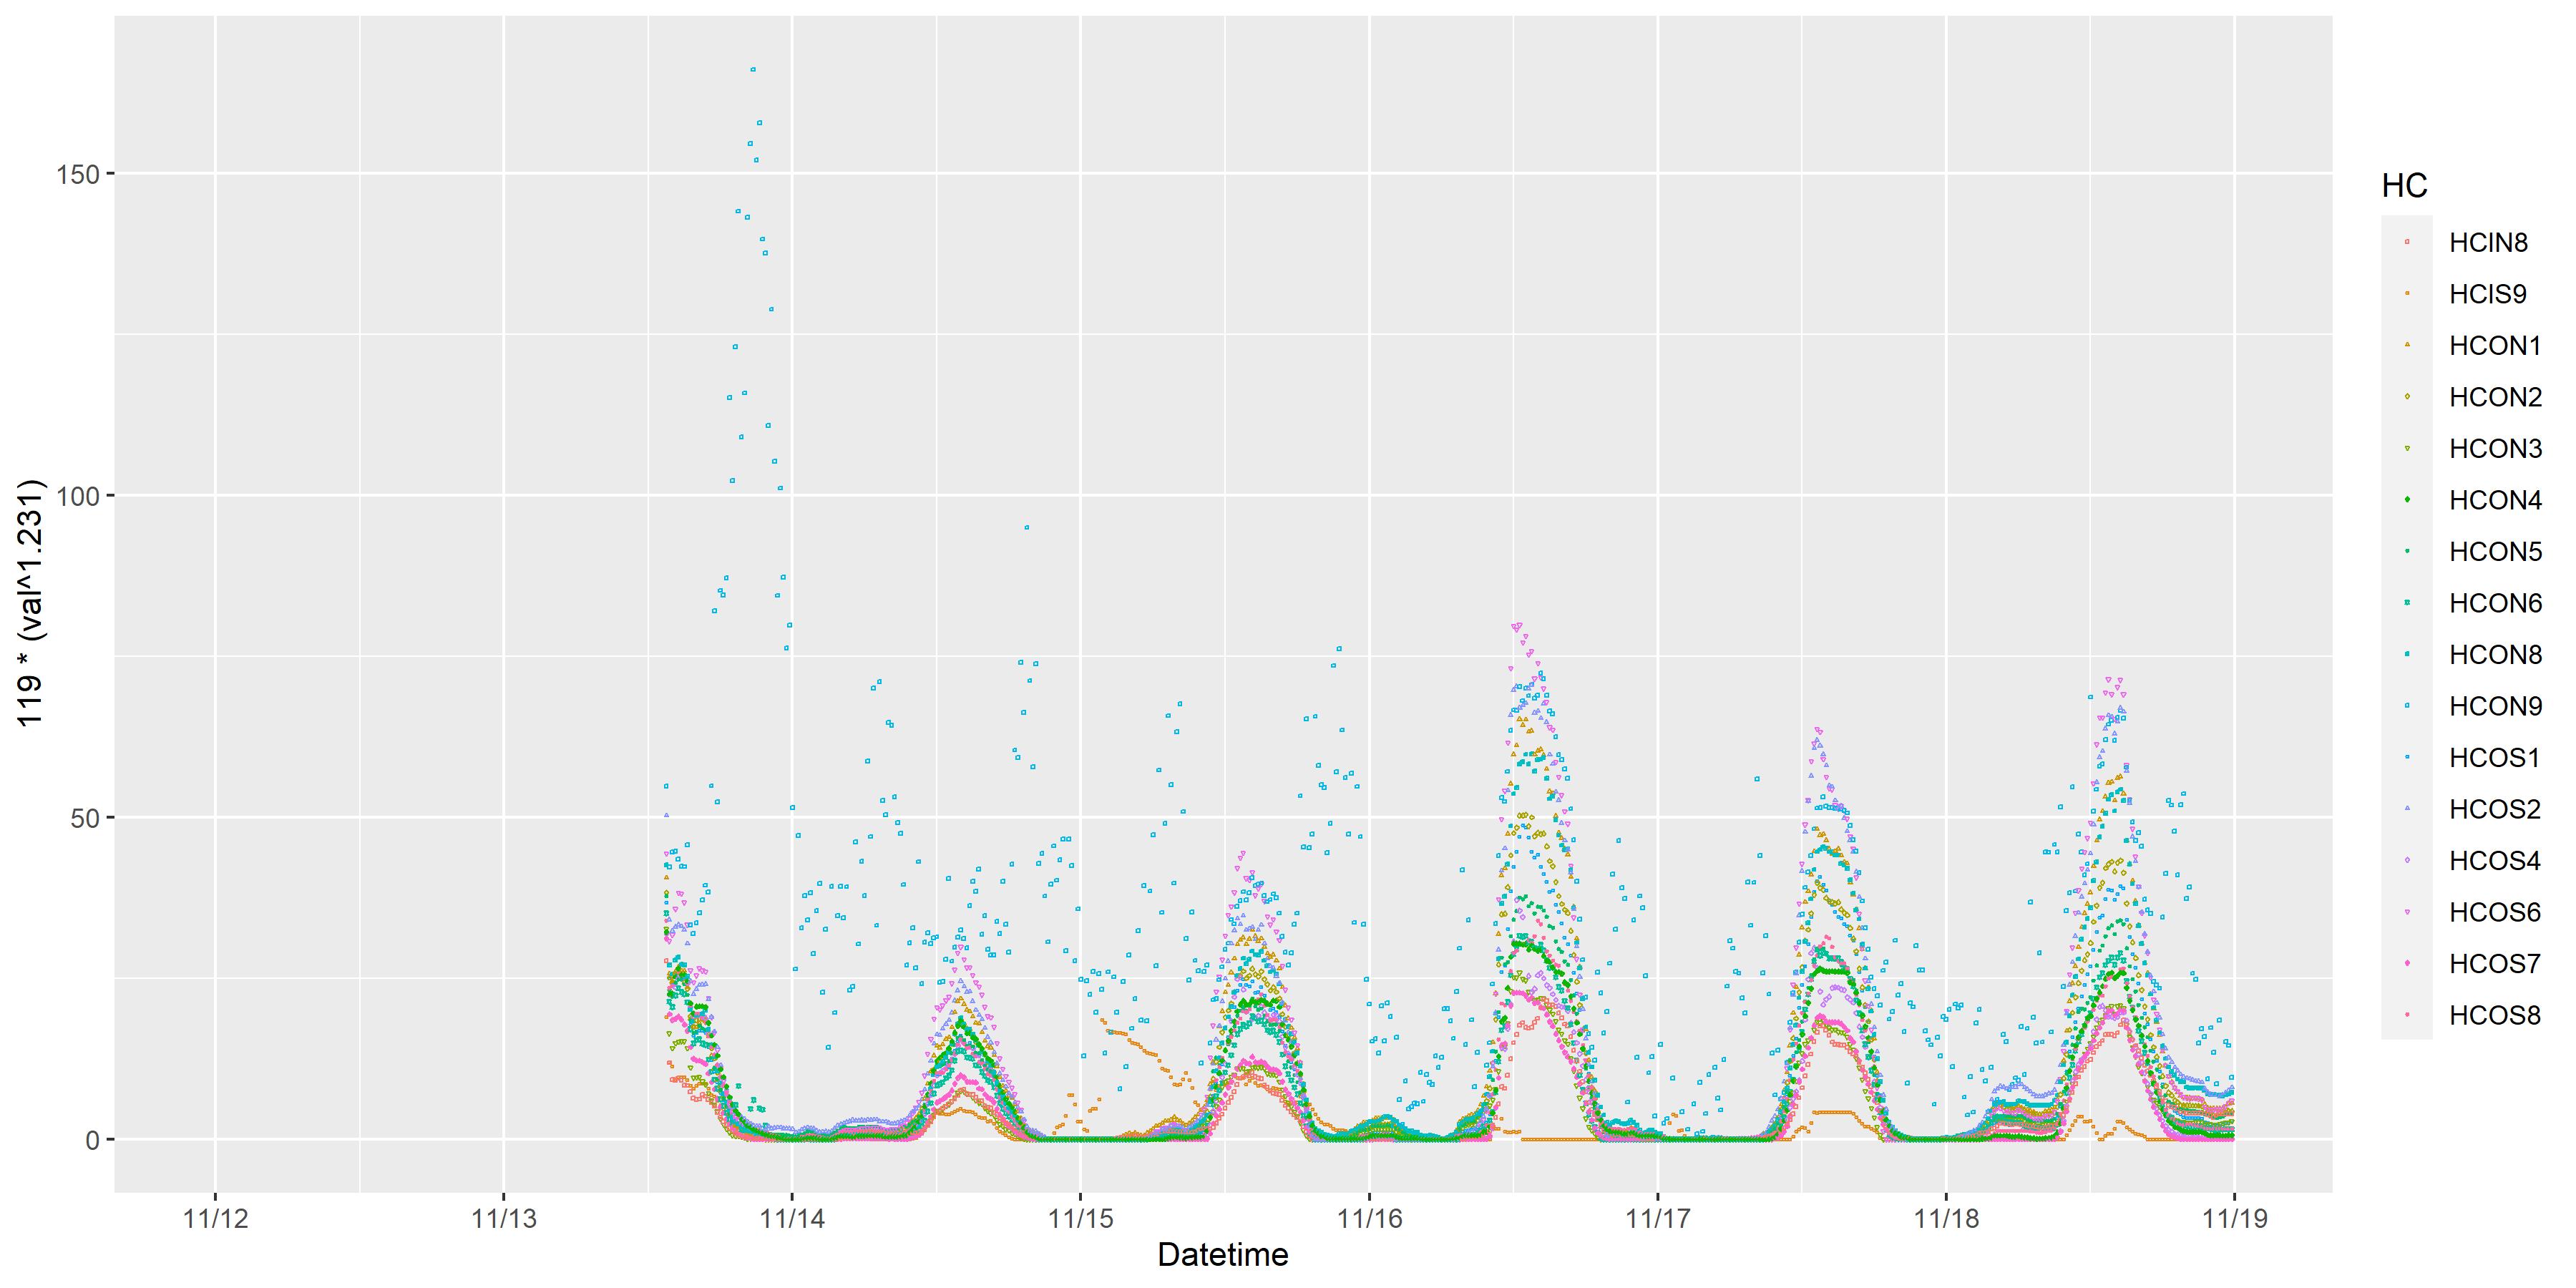 150
100
50
0
119 * (val^1.231)
11/12 11/13 11/14 11/15 11/16 11/17 11/18 11/19
Datetime
HC
HCIN8
HCIS9
HCON1
HCON2
HCON3
HCON4
HCON5
HCON6
HCON8
HCON9
HCOS1
HCOS2
HCOS4
HCOS6
HCOS7
HCOS8